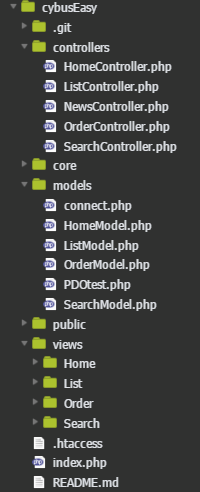 cybusEasy
.git
controllers
HomeController.php
ListController.php
NewsController.php
OrderController.php
SearchController.php
core
models
connect.php
HomeModel.php
ListModel.php
OrderModel.php
PDOtest.php
SearchModel.php
public
views
Home
List
Order
Search
.htaccess
index.php
README.md